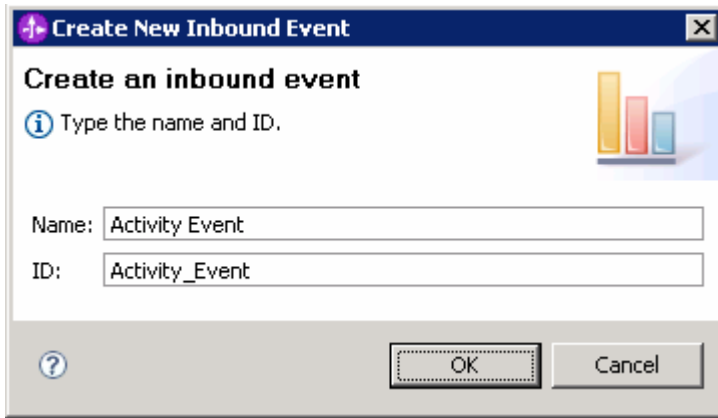 Create New Inbound Event
Create an inbound event
Type the name and ID.
Name: Activity Event
ID: Activity_Event
OK Cancel